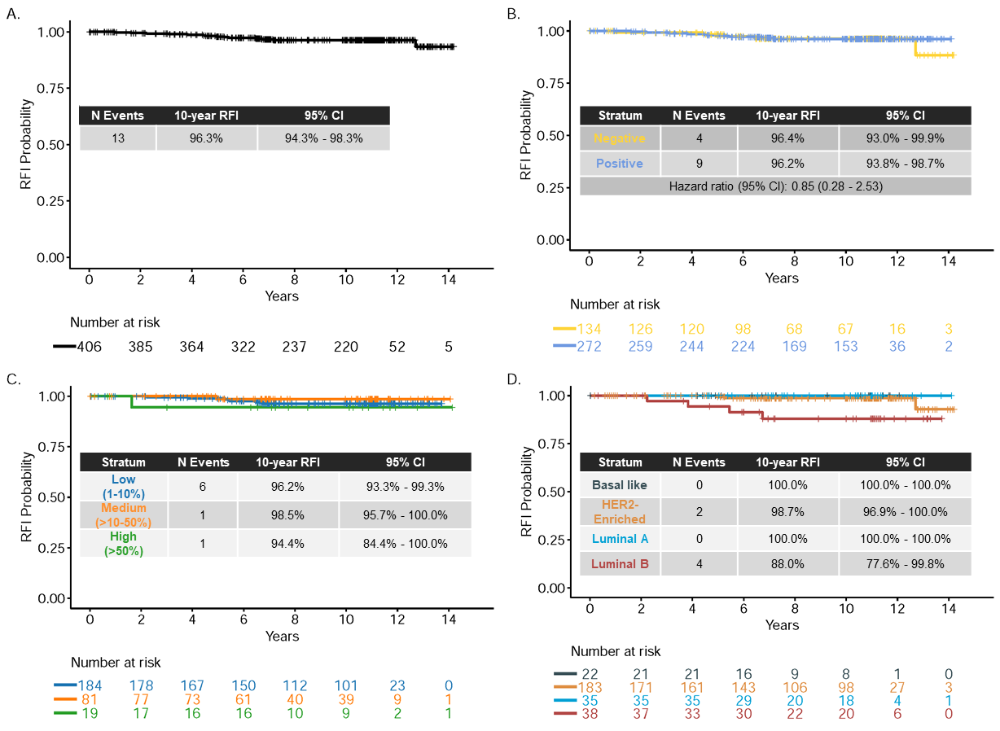 A.
1.00
0.75
0.50
0.25
0.00
RFI Probability
N Events 10-year RFI 95% CI
13 96.3% 94.3% - 98.3%
0 2 4 6 8 10 12 14
Years
Number at risk
406 385 364 322 237 220 52 5
B.
1.00
0.75
0.50
0.25
0.00
RFI Probability
Stratum N Events 10-year RFI 95% CI
Negative 4 96.4% 93.0% - 99.9%
Positive 9 96.2% 93.8% - 98.7%
Hazard ratio (95% CI): 0.85 (0.28 - 2.53)
0 2 4 6 8 10 12 14
Years
Number at risk
134 126 120 98 68 67 16 3
272 259 244 224 169 153 36 2
C.
1.00
0.75
0.50
0.25
0.00
RFI Probability
Stratum N Events 10-year RFI 95% CI
Low
(1-10%) 6 96.2% 93.3% - 99.3%
Medium
(>10-50%) 1 98.5% 95.7% - 100.0%
High
(>50%) 1 94.4% 84.4% - 100.0%
0 2 4 6 8 10 12 14
Years
Number at risk
184 178 167 150 112 101 23 0
81 77 73 61 40 39 9 1
19 17 16 16 10 9 2 1
D.
1.00
0.75
0.50
0.25
0.00
RFI Probability
Stratum N Events 10-year RFI 95% CI
Basal like 0 100.0% 100.0% - 100.0%
HER2-
Enriched 2 98.7% 96.9% - 100.0%
Luminal A 0 100.0% 100.0% - 100.0%
Luminal B 4 88.0% 77.6% - 99.8%
0 2 4 6 8 10 12 14
Years
Number at risk
22 21 21 16 9 8 1 0
183 171 161 143 106 98 27 3
35 35 35 29 20 18 4 1
38 37 33 30 22 20 6 0